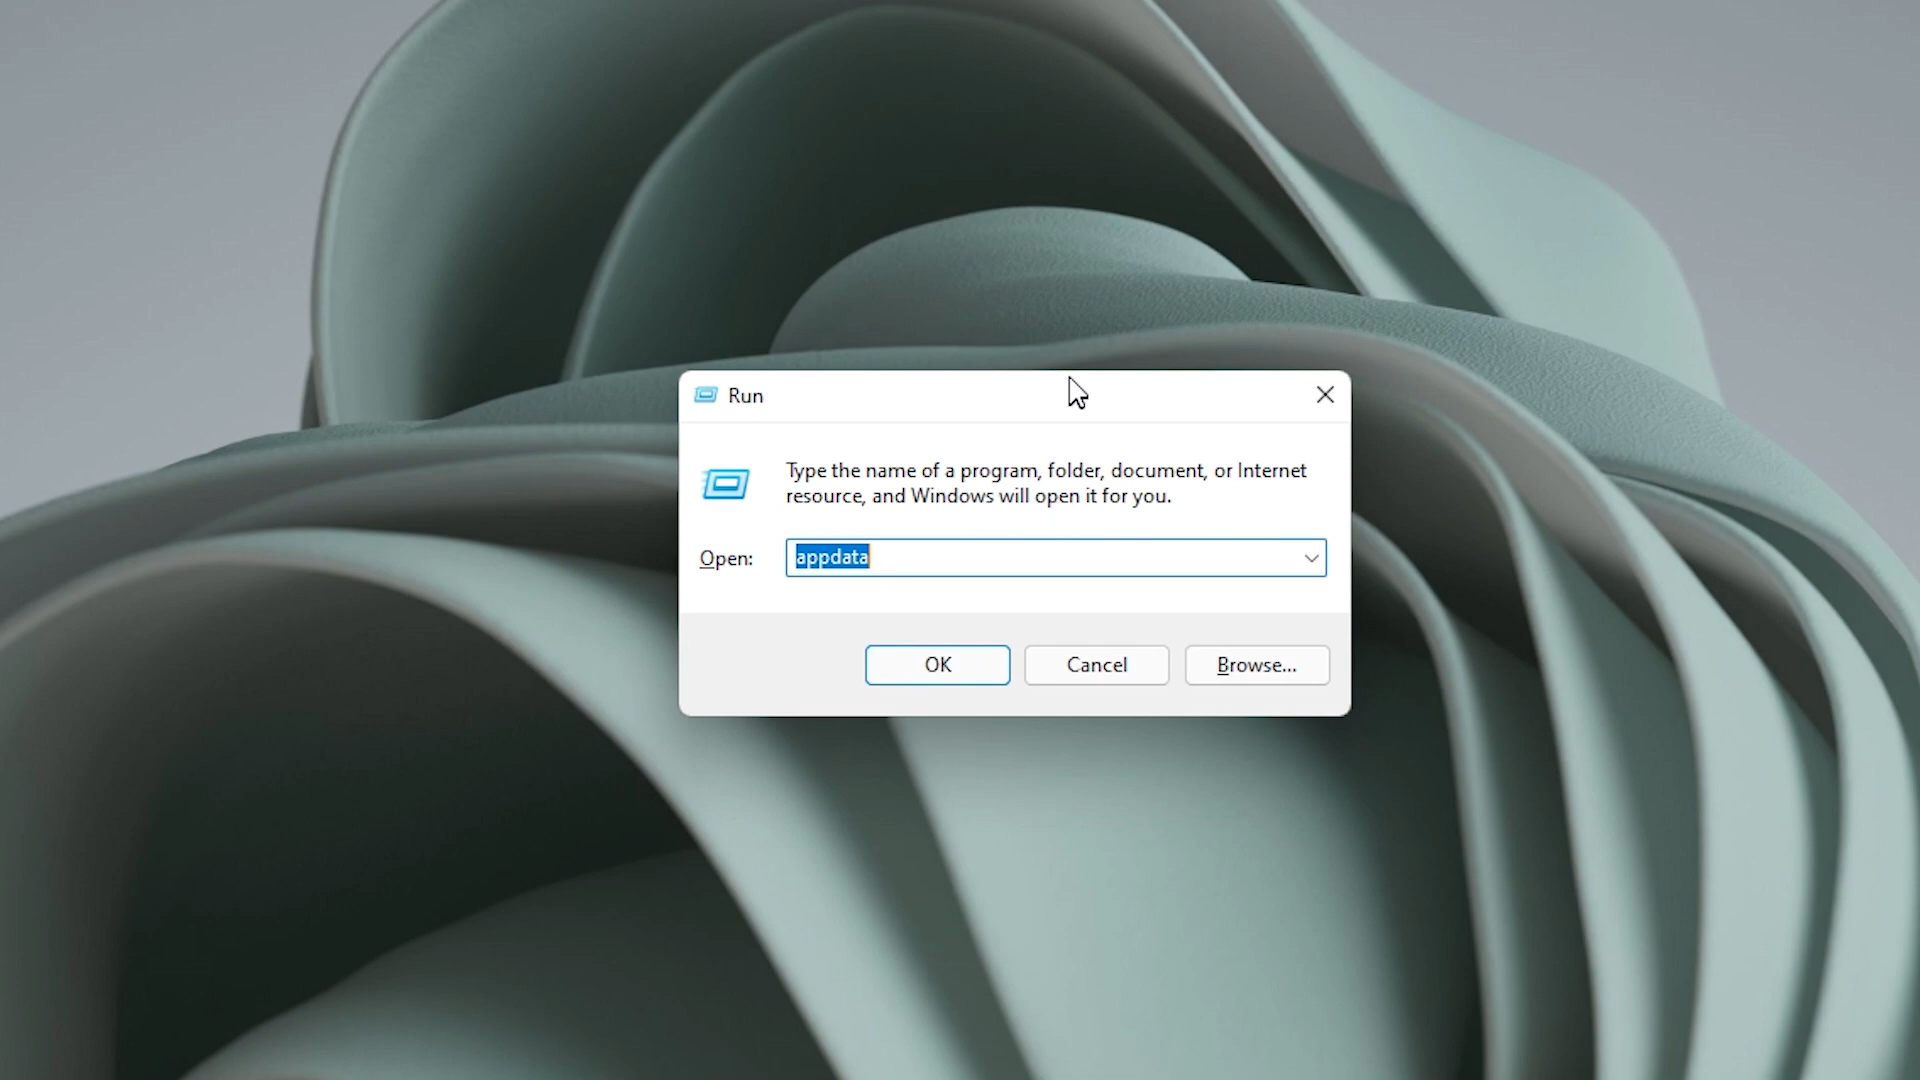 Run
Type the name of a program, folder, document, or Internet
resource, and Windows will open it for you.
Open: appdata
OK Cancel Browse...